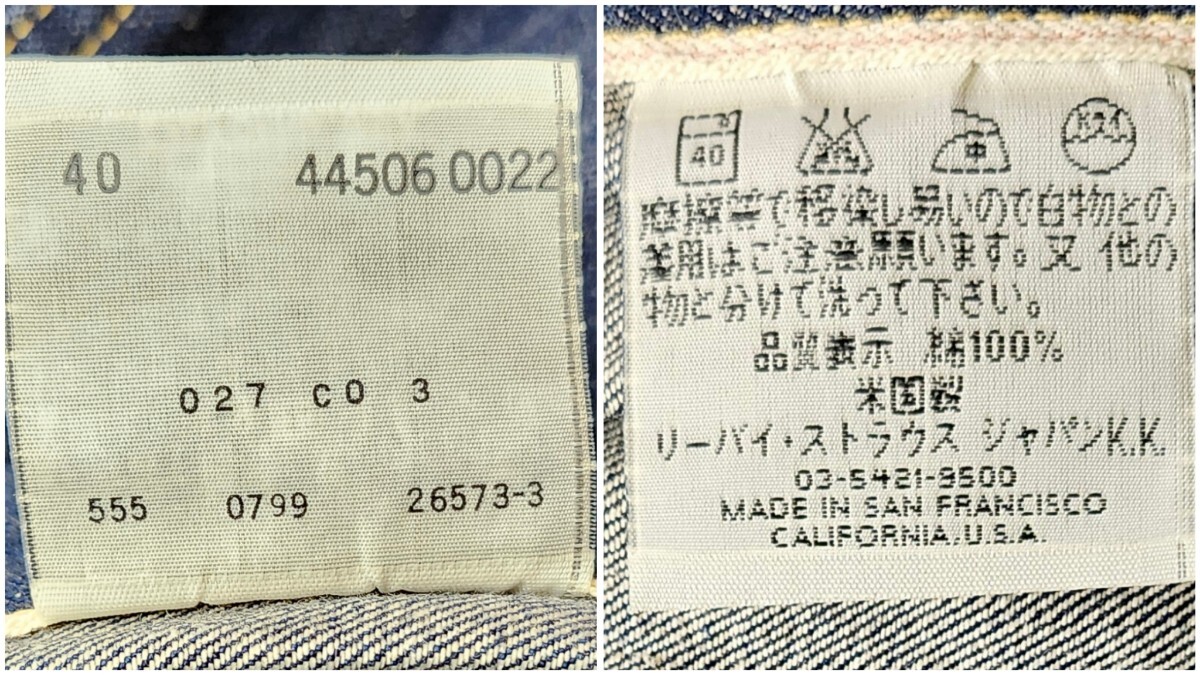 40 44506 0022
027 CO 3
555 0799 26573-3
40
中
摩擦等で移染し易いので白物との
着用はご注意願います。又 他の
物と分けて洗って下さい。
品質表示 綿100%
米国製
リーバイ・ストラウス ジャパンK.K.
03-5421-9500
MADE IN SAN FRANCISCO
CALIFORNIA,U.S.A.